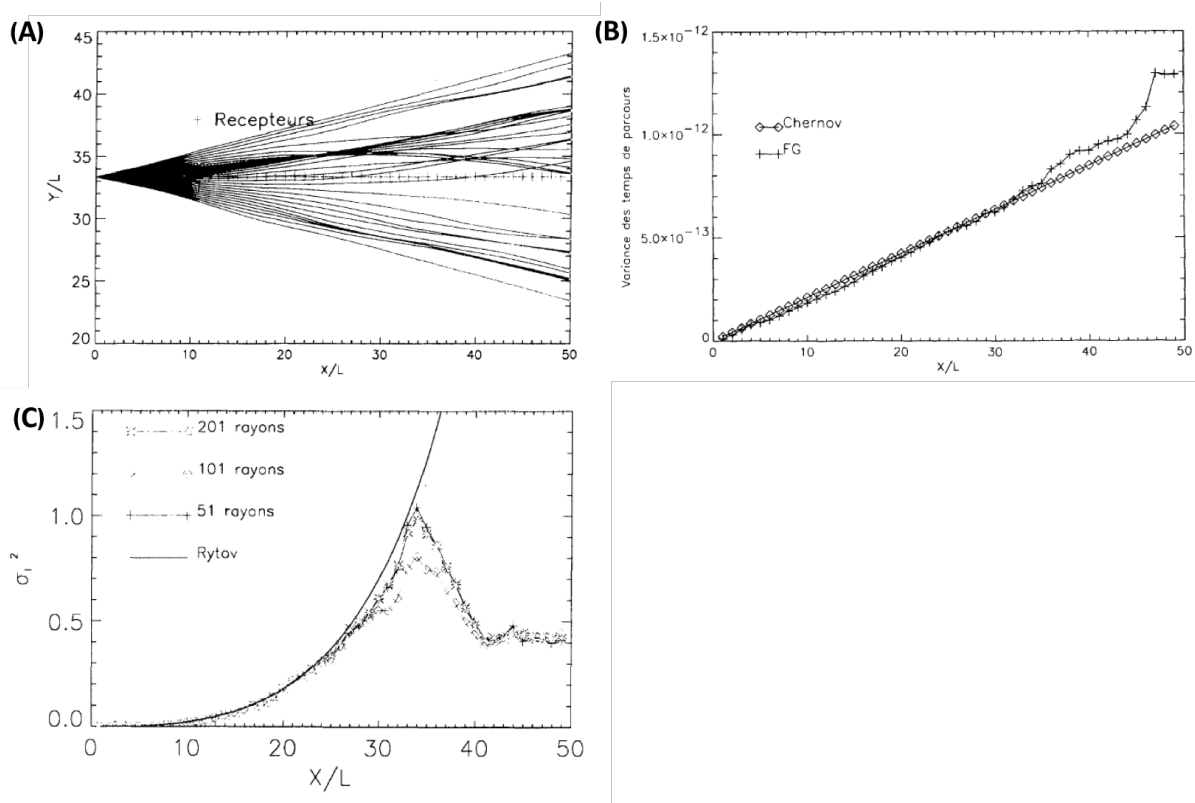 (A)
45
40
35
30
25
20
Y/L
+ Recepteurs
0 10 20 30 40 50
X/L
(B)
1.5×10⁻¹²
1.0×10⁻¹²
5.0×10⁻¹³
0
Variance des temps de parcours
Chernov
FG
0 10 20 30 40 50
X/L
(C)
1.5
1.0
0.5
0.0
σI²
201 rayons
101 rayons
51 rayons
Rytov
0 10 20 30 40 50
X/L